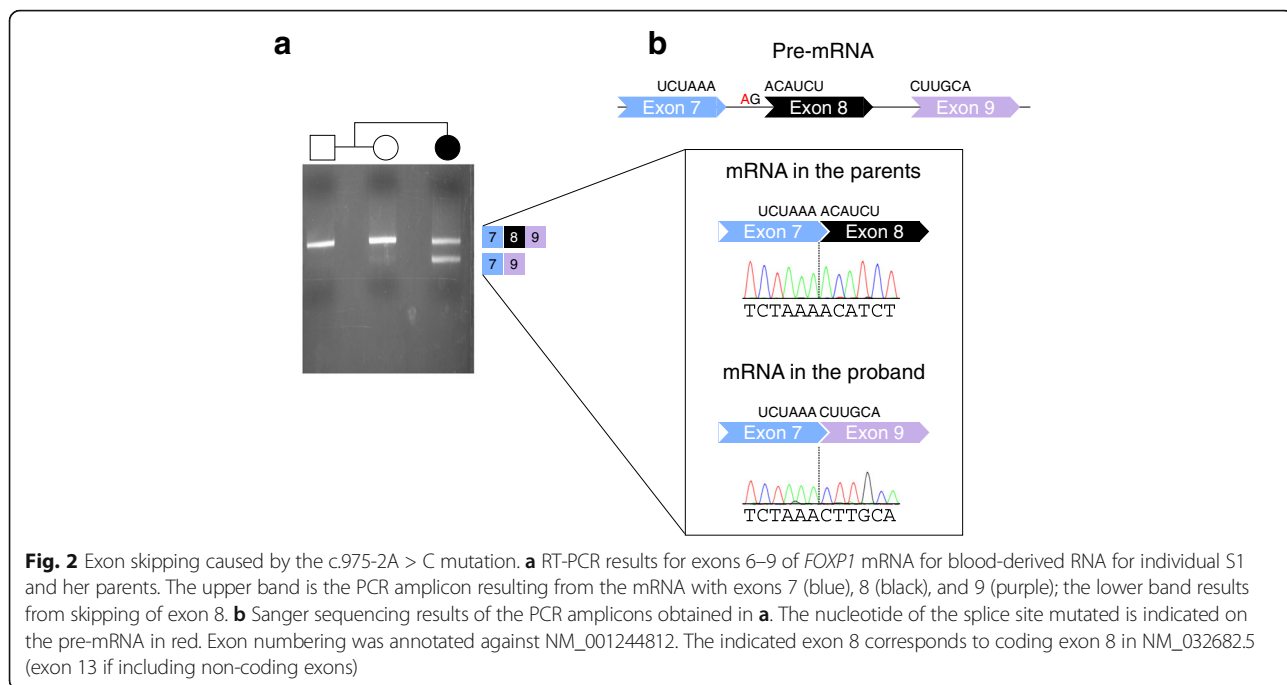 a
b
Pre-mRNA
UCUAAA
ACAUCU
CUUGCA
AG
Exon 7
Exon 8
Exon 9
7 8 9
7 9
mRNA in the parents
UCUAAA ACAUCU
Exon 7 Exon 8
TCTAAAACATCT
mRNA in the proband
UCUAAA CUUGCA
Exon 7 Exon 9
TCTAAACTTGCA
Fig. 2 Exon skipping caused by the c.975-2A > C mutation. a RT-PCR results for exons 6–9 of FOXP1 mRNA for blood-derived RNA for individual S1
and her parents. The upper band is the PCR amplicon resulting from the mRNA with exons 7 (blue), 8 (black), and 9 (purple); the lower band results
from skipping of exon 8. b Sanger sequencing results of the PCR amplicons obtained in a. The nucleotide of the splice site mutated is indicated on
the pre-mRNA in red. Exon numbering was annotated against NM_001244812. The indicated exon 8 corresponds to coding exon 8 in NM_032682.5
(exon 13 if including non-coding exons)